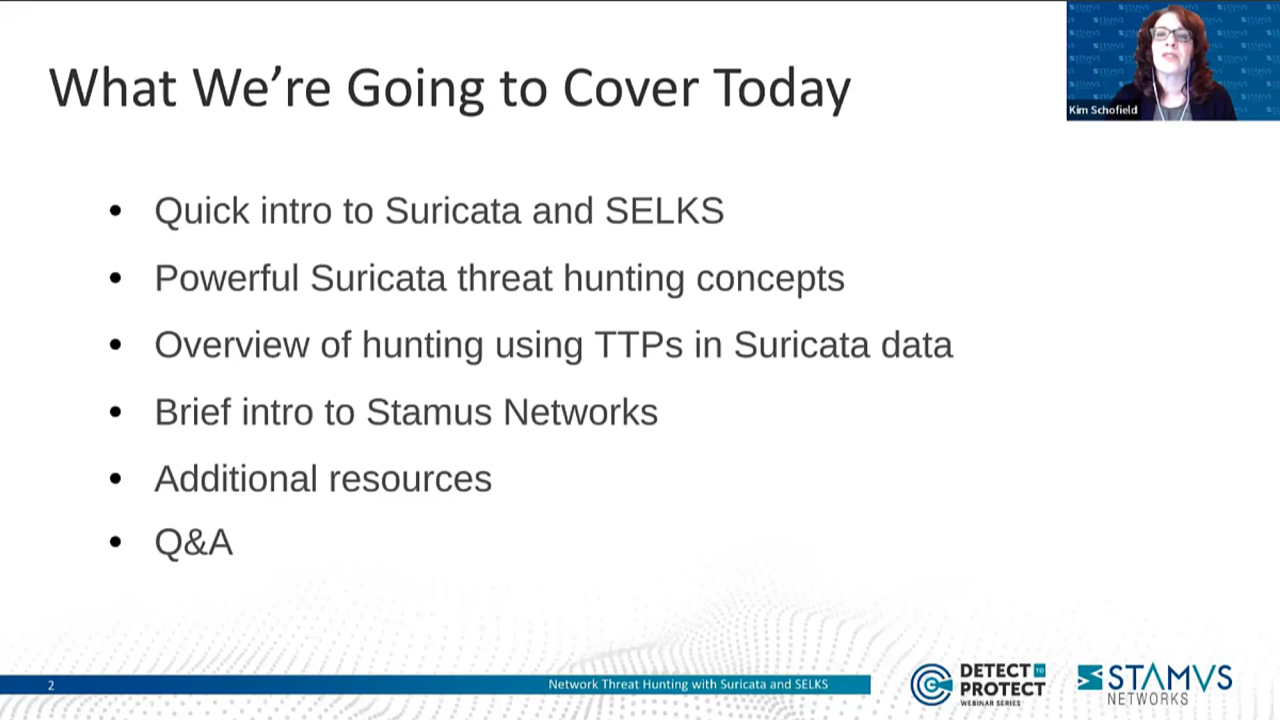 What We're Going to Cover Today
Kim Schofield
• Quick intro to Suricata and SELKS
• Powerful Suricata threat hunting concepts
• Overview of hunting using TTPs in Suricata data
• Brief intro to Stamus Networks
• Additional resources
• Q&A
2
Network Threat Hunting with Suricata and SELKS
DETECT TO
PROTECT
WEBINAR SERIES
STAMVS
NETWORKS